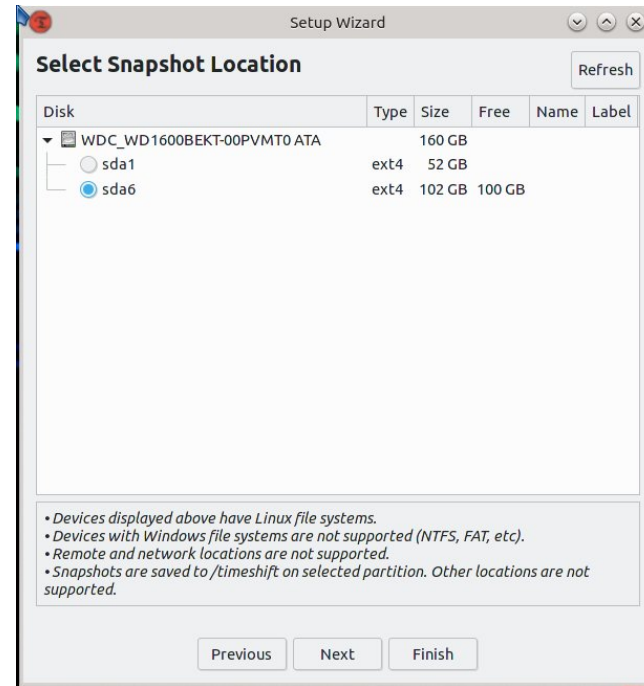 Setup Wizard
Select Snapshot Location
Refresh
Disk Type Size Free Name Label
WDC_WD1600BEKT-00PVMT0 ATA 160 GB
sda1 ext4 52 GB
sda6 ext4 102 GB 100 GB
• Devices displayed above have Linux file systems.
• Devices with Windows file systems are not supported (NTFS, FAT, etc).
• Remote and network locations are not supported.
• Snapshots are saved to /timeshift on selected partition. Other locations are not
supported.
Previous Next Finish